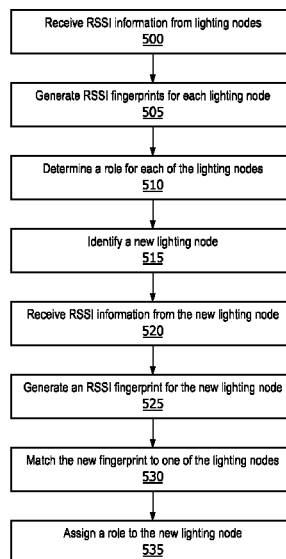 Receive RSSI information from lighting nodes
500
Generate RSSI fingerprints for each lighting node
505
Determine a role for each of the lighting nodes
510
Identify a new lighting node
515
Receive RSSI information from the new lighting node
520
Generate an RSSI fingerprint for the new lighting node
525
Match the new fingerprint to one of the lighting nodes
530
Assign a role to the new lighting node
535